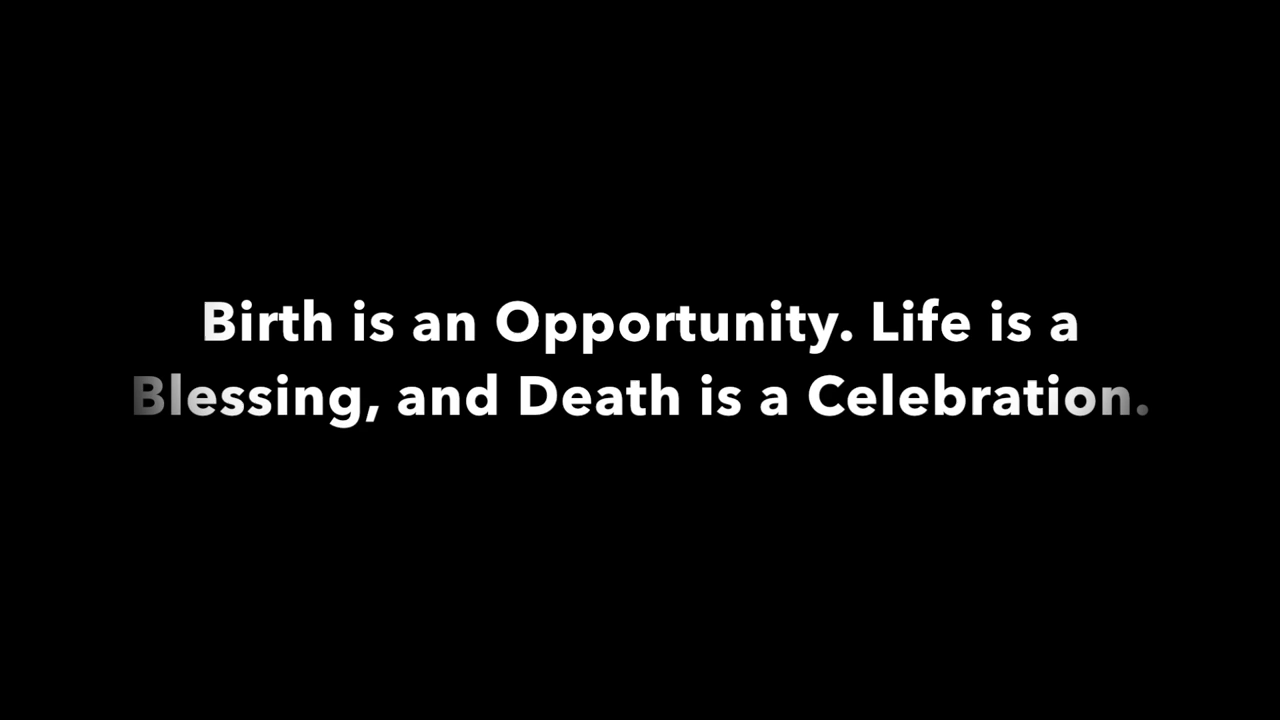 Birth is an Opportunity. Life is a
Blessing, and Death is a Celebration.